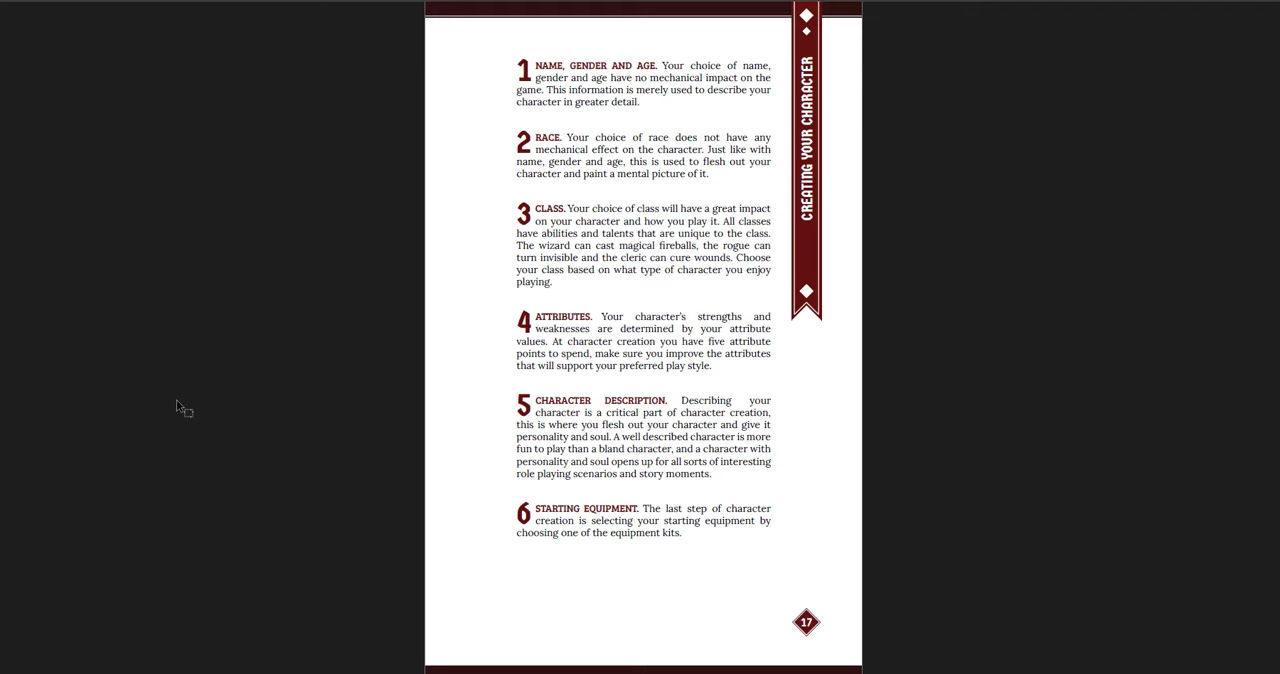 CREATING YOUR CHARACTER
1 NAME, GENDER AND AGE. Your choice of name,
gender and age have no mechanical impact on the
game. This information is merely used to describe your
character in greater detail.
2 RACE. Your choice of race does not have any
mechanical effect on the character. Just like with
name, gender and age, this is used to flesh out your
character and paint a mental picture of it.
3 CLASS. Your choice of class will have a great impact
on your character and how you play it. All classes
have abilities and talents that are unique to the class.
The wizard can cast magical fireballs, the rogue can
turn invisible and the cleric can cure wounds. Choose
your class based on what type of character you enjoy
playing.
4 ATTRIBUTES. Your character's strengths and
weaknesses are determined by your attribute
values. At character creation you have five attribute
points to spend, make sure you improve the attributes
that will support your preferred play style.
5 CHARACTER DESCRIPTION. Describing your
character is a critical part of character creation,
this is where you flesh out your character and give it
personality and soul. A well described character is more
fun to play than a bland character, and a character with
personality and soul opens up for all sorts of interesting
role playing scenarios and story moments.
6 STARTING EQUIPMENT. The last step of character
creation is selecting your starting equipment by
choosing one of the equipment kits.
17